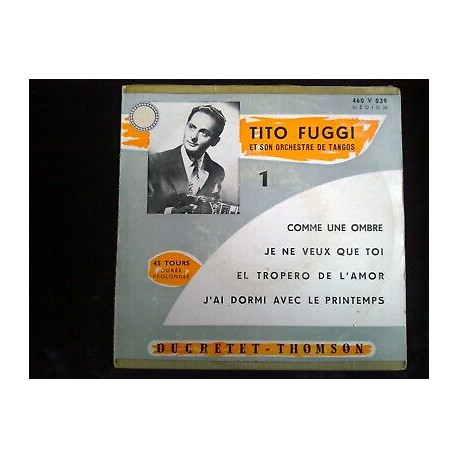 460 V 039
MEDIUM
TITO FUGGI
ET SON ORCHESTRE DE TANGOS
1
COMME UNE OMBRE
JE NE VEUX QUE TOI
EL TROPERO DE L'AMOR
J'AI DORMI AVEC LE PRINTEMPS
45 TOURS
DURÉE
PROLONGÉE
DUCRETET-THOMSON